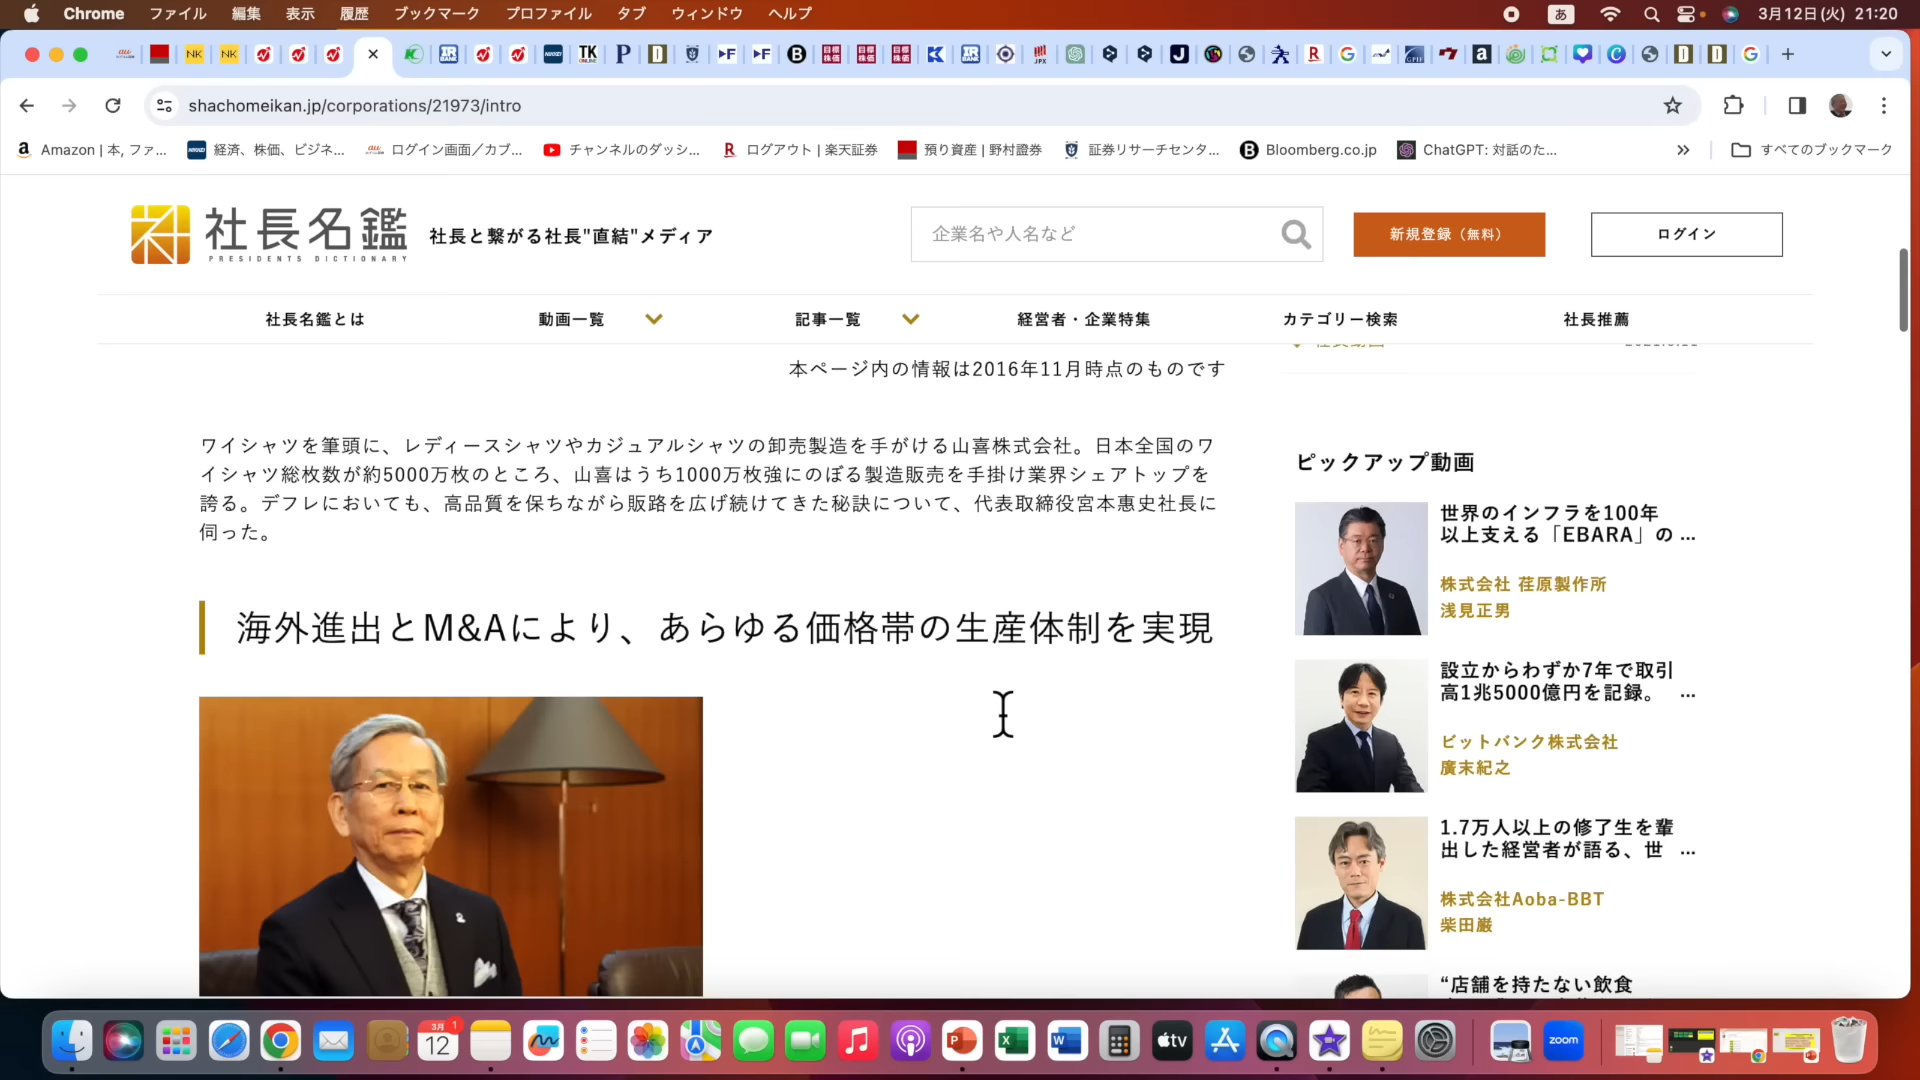 Chrome ファイル 編集 表示 履歴 ブックマーク プロファイル タブ ウィンドウ ヘルプ
あ 3月12日(火) 21:20
shachomeikan.jp/corporations/21973/intro
Amazon | 本, ファ... 経済、株価、ビジネ... ログイン画面／カブ... チャンネルのダッシ... ログアウト | 楽天証券 預り資産 | 野村證券 証券リサーチセンタ... Bloomberg.co.jp ChatGPT: 対話のた... すべてのブックマーク
社長名鑑
PRESIDENTS DICTIONARY
社長と繋がる社長"直結"メディア
企業名や人名など
新規登録（無料）
ログイン
社長名鑑とは 動画一覧 記事一覧 経営者・企業特集 カテゴリー検索 社長推薦
本ページ内の情報は2016年11月時点のものです
ワイシャツを筆頭に、レディースシャツやカジュアルシャツの卸売製造を手がける山喜株式会社。日本全国のワ
イシャツ総枚数が約5000万枚のところ、山喜はうち1000万枚強にのぼる製造販売を手掛け業界シェアトップを
誇る。デフレにおいても、高品質を保ちながら販路を広げ続けてきた秘訣について、代表取締役宮本惠史社長に
伺った。
海外進出とM&Aにより、あらゆる価格帯の生産体制を実現
ピックアップ動画
世界のインフラを100年
以上支える「EBARA」の ...
株式会社 荏原製作所
浅見正男
設立からわずか7年で取引
高1兆5000億円を記録。 ...
ビットバンク株式会社
廣末紀之
1.7万人以上の修了生を輩
出した経営者が語る、世 ...
株式会社Aoba-BBT
柴田巌
“店舗を持たない飲食
3月 1
12
tv
zoom